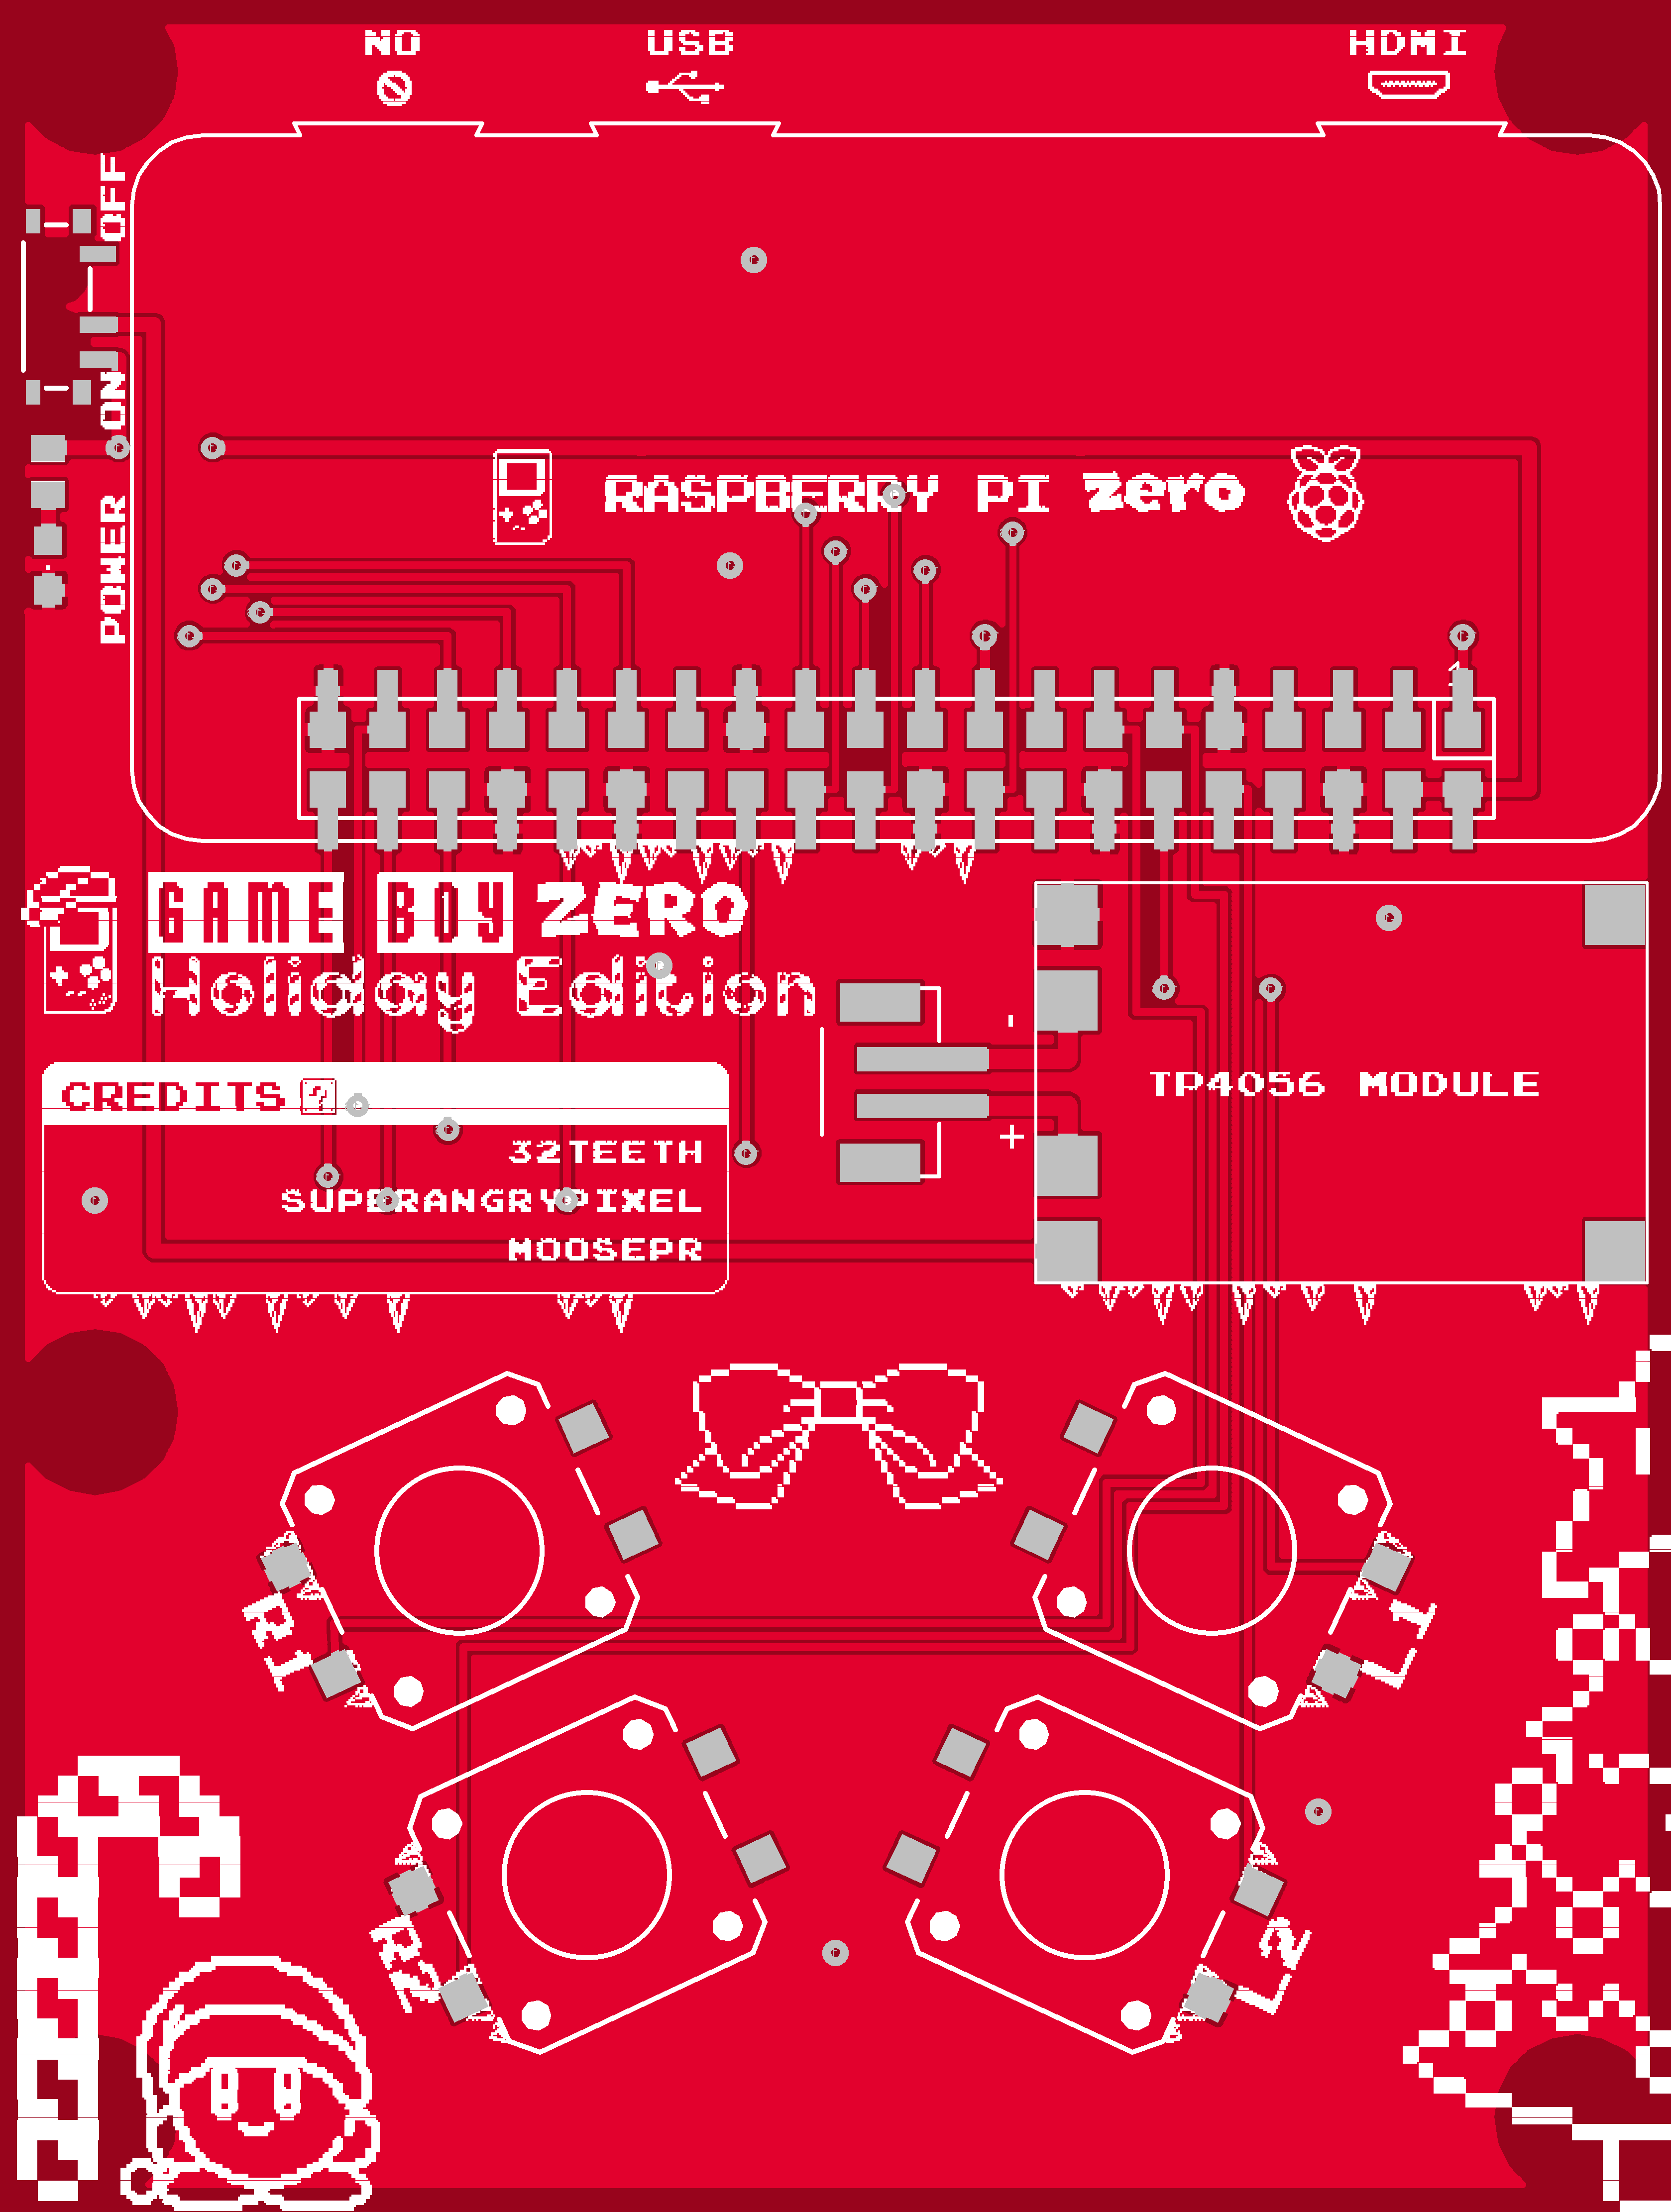 NO USB HDMI
OFF
ON
POWER
RASPBERRY PI zero
1
GAME BOY ZERO
Holiday Edition
-
+
TP4056 MODULE
CREDITS ?
32TEETH
SUPERANGRYPIXEL
MOOSEPR
R1
L1
R2
L2